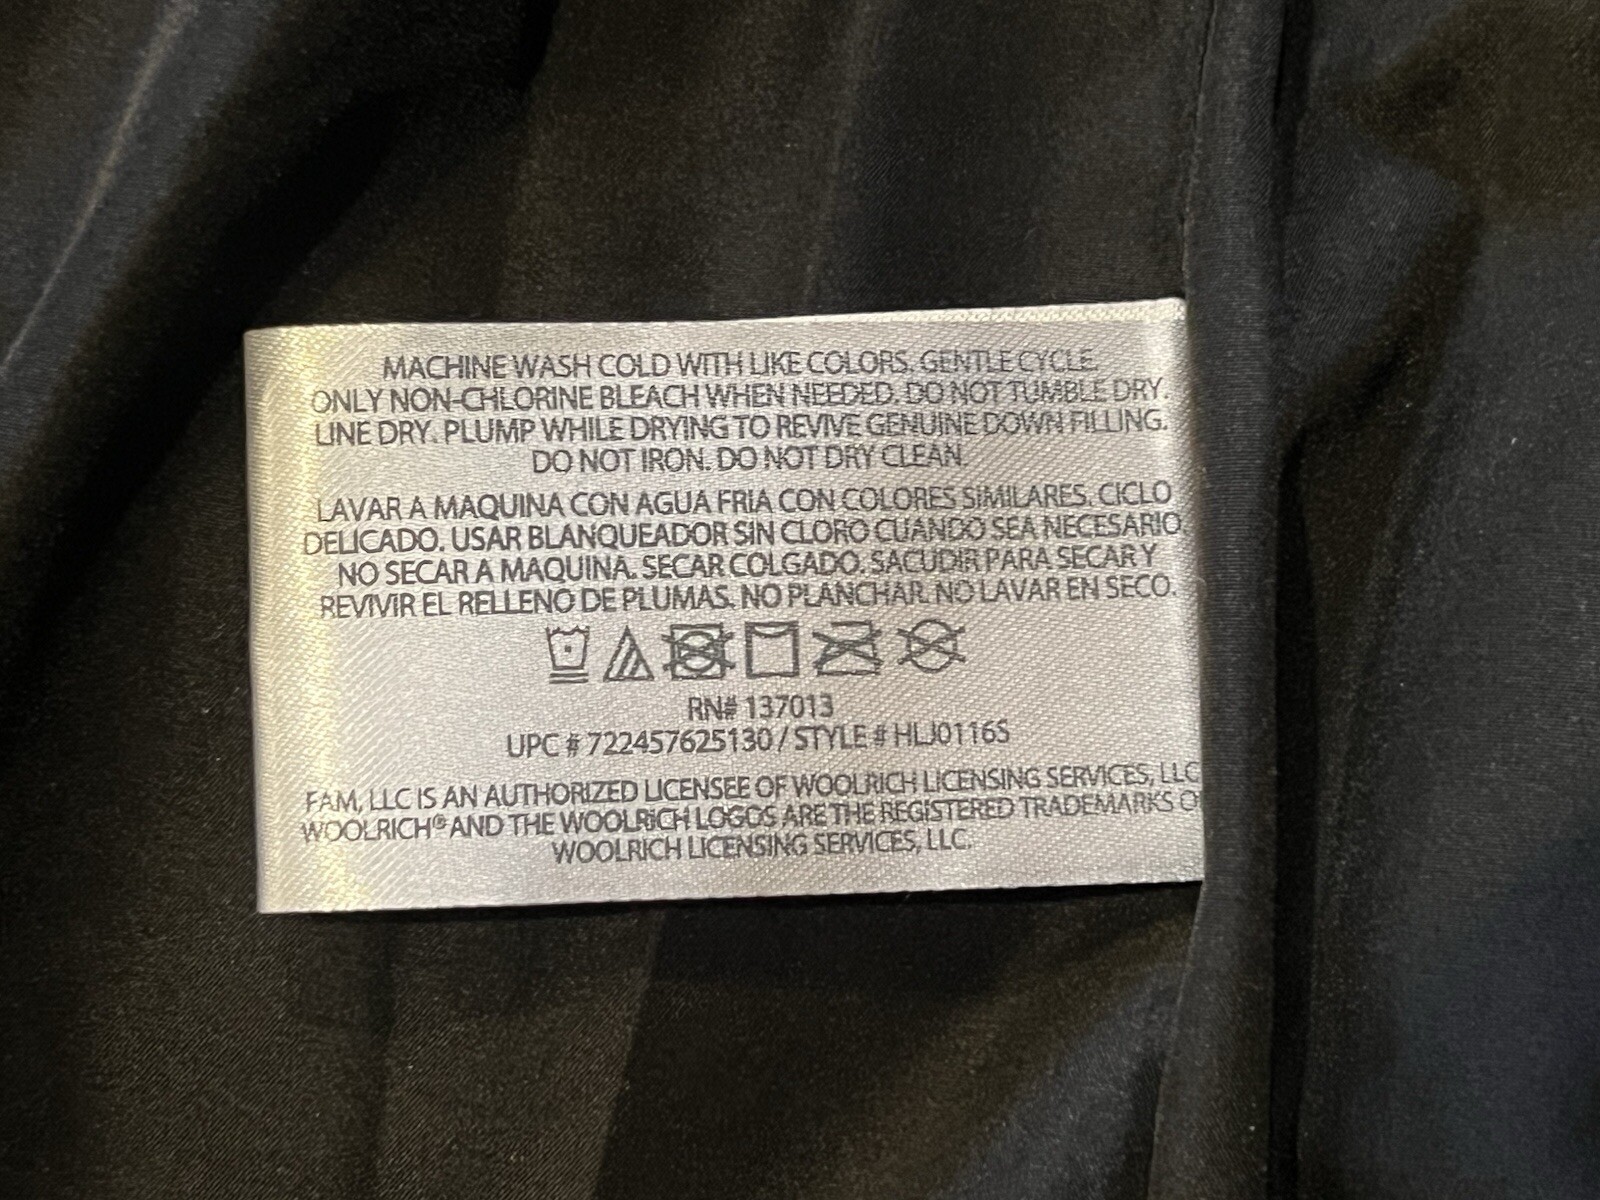 MACHINE WASH COLD WITH LIKE COLORS. GENTLE CYCLE.
ONLY NON-CHLORINE BLEACH WHEN NEEDED. DO NOT TUMBLE DRY.
LINE DRY. PLUMP WHILE DRYING TO REVIVE GENUINE DOWN FILLING.
DO NOT IRON. DO NOT DRY CLEAN.
LAVAR A MAQUINA CON AGUA FRIA CON COLORES SIMILARES. CICLO
DELICADO. USAR BLANQUEADOR SIN CLORO CUANDO SEA NECESARIO
NO SECAR A MAQUINA. SECAR COLGADO. SACUDIR PARA SECAR Y
REVIVIR EL RELLENO DE PLUMAS. NO PLANCHAR. NO LAVAR EN SECO.
RN# 137013
UPC # 722457625130 / STYLE # HLJ0116S
FAM, LLC IS AN AUTHORIZED LICENSEE OF WOOLRICH LICENSING SERVICES, LLC
WOOLRICH® AND THE WOOLRICH LOGOS ARE THE REGISTERED TRADEMARKS O
WOOLRICH LICENSING SERVICES, LLC.